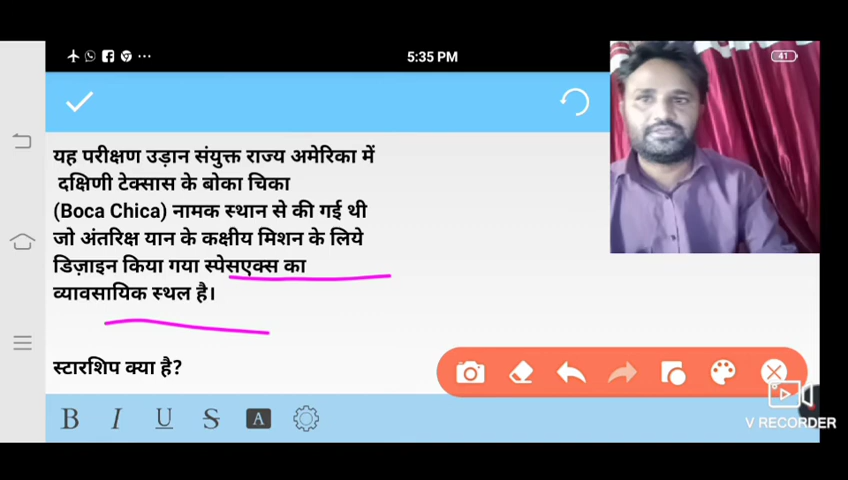 5:35 PM
41
यह परीक्षण उड़ान संयुक्त राज्य अमेरिका में
दक्षिणी टेक्सास के बोका चिका
(Boca Chica) नामक स्थान से की गई थी
जो अंतरिक्ष यान के कक्षीय मिशन के लिये
डिज़ाइन किया गया स्पेसएक्स का
व्यावसायिक स्थल है।
स्टारशिप क्या है?
B I U S A
V RECORDER